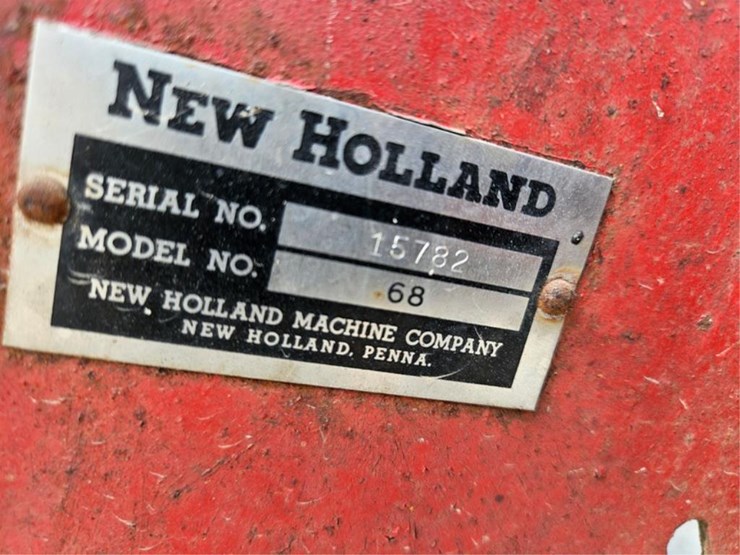 NEW HOLLAND
SERIAL NO. 15782
MODEL NO. 68
NEW HOLLAND MACHINE COMPANY
NEW HOLLAND, PENNA.